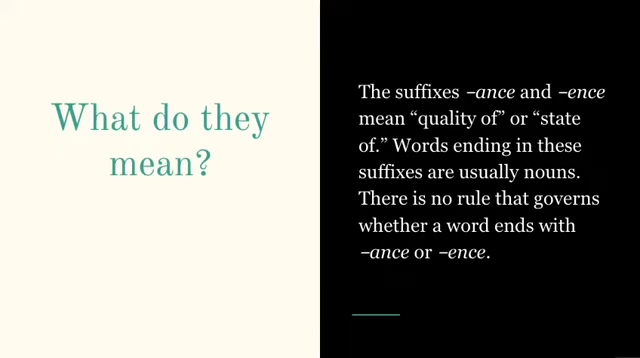 What do they
mean?
The suffixes –ance and –ence
mean “quality of” or “state
of.” Words ending in these
suffixes are usually nouns.
There is no rule that governs
whether a word ends with
–ance or –ence.